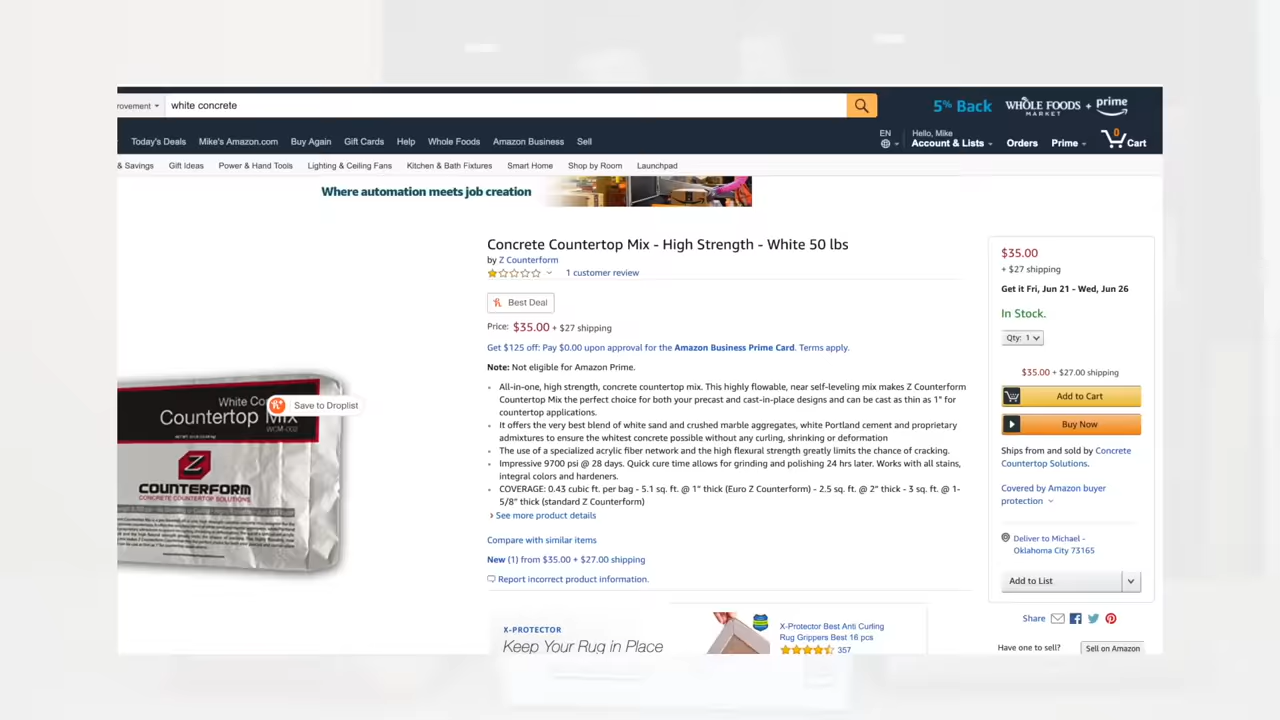 rovement
white concrete
5% Back
WHOLE FOODS MARKET + prime
Today's Deals Mike's Amazon.com Buy Again Gift Cards Help Whole Foods Amazon Business Sell
EN
Hello, Mike
Account & Lists
Orders
Prime
0
Cart
& Savings Gift Ideas Power & Hand Tools Lighting & Ceiling Fans Kitchen & Bath Fixtures Smart Home Shop by Room Launchpad
Where automation meets job creation
White Co
Countertop Mix
WCM-002
Save to Droplist
Z
COUNTERFORM
CONCRETE COUNTERTOP SOLUTIONS
Concrete Countertop Mix - High Strength - White 50 lbs
by Z Counterform
1 customer review
Best Deal
Price: $35.00 + $27 shipping
Get $125 off: Pay $0.00 upon approval for the Amazon Business Prime Card. Terms apply.
Note: Not eligible for Amazon Prime.
All-in-one, high strength, concrete countertop mix. This highly flowable, near self-leveling mix makes Z Counterform
Countertop Mix the perfect choice for both your precast and cast-in-place designs and can be cast as thin as 1" for
countertop applications.
It offers the very best blend of white sand and crushed marble aggregates, white Portland cement and proprietary
admixtures to ensure the whitest concrete possible without any curling, shrinking or deformation
The use of a specialized acrylic fiber network and the high flexural strength greatly limits the chance of cracking.
Impressive 9700 psi @ 28 days. Quick cure time allows for grinding and polishing 24 hrs later. Works with all stains,
integral colors and hardeners.
COVERAGE: 0.43 cubic ft. per bag - 5.1 sq. ft. @ 1" thick (Euro Z Counterform) - 2.5 sq. ft. @ 2" thick - 3 sq. ft. @ 1-
5/8" thick (standard Z Counterform)
› See more product details
Compare with similar items
New (1) from $35.00 + $27.00 shipping
Report incorrect product information.
X-PROTECTOR
Keep Your Rug in Place
X-Protector Best Anti Curling
Rug Grippers Best 16 pcs
357
$35.00
+ $27 shipping
Get it Fri, Jun 21 - Wed, Jun 26
In Stock.
Qty: 1
$35.00 + $27.00 shipping
Add to Cart
Buy Now
Ships from and sold by Concrete
Countertop Solutions.
Covered by Amazon buyer
protection
Deliver to Michael -
Oklahoma City 73165
Add to List
Share
Have one to sell?
Sell on Amazon